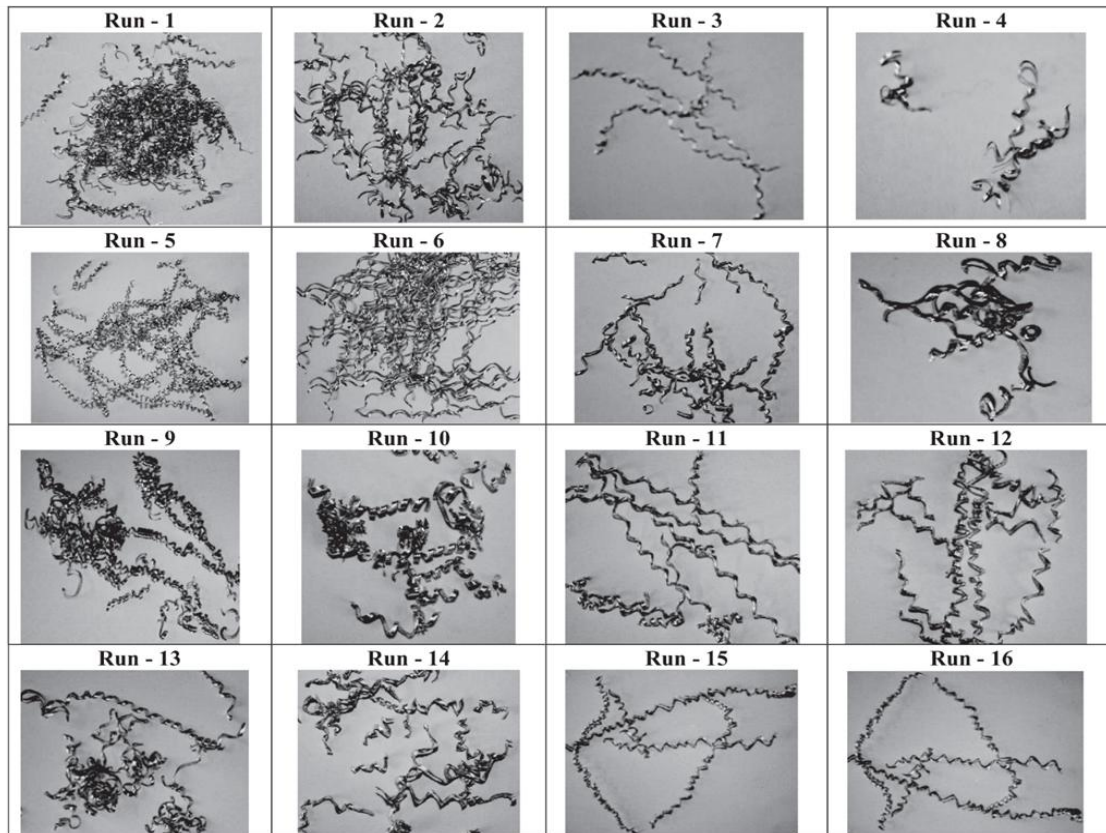 Run - 1
Run - 2
Run - 3
Run - 4
Run - 5
Run - 6
Run - 7
Run - 8
Run - 9
Run - 10
Run - 11
Run - 12
Run - 13
Run - 14
Run - 15
Run - 16